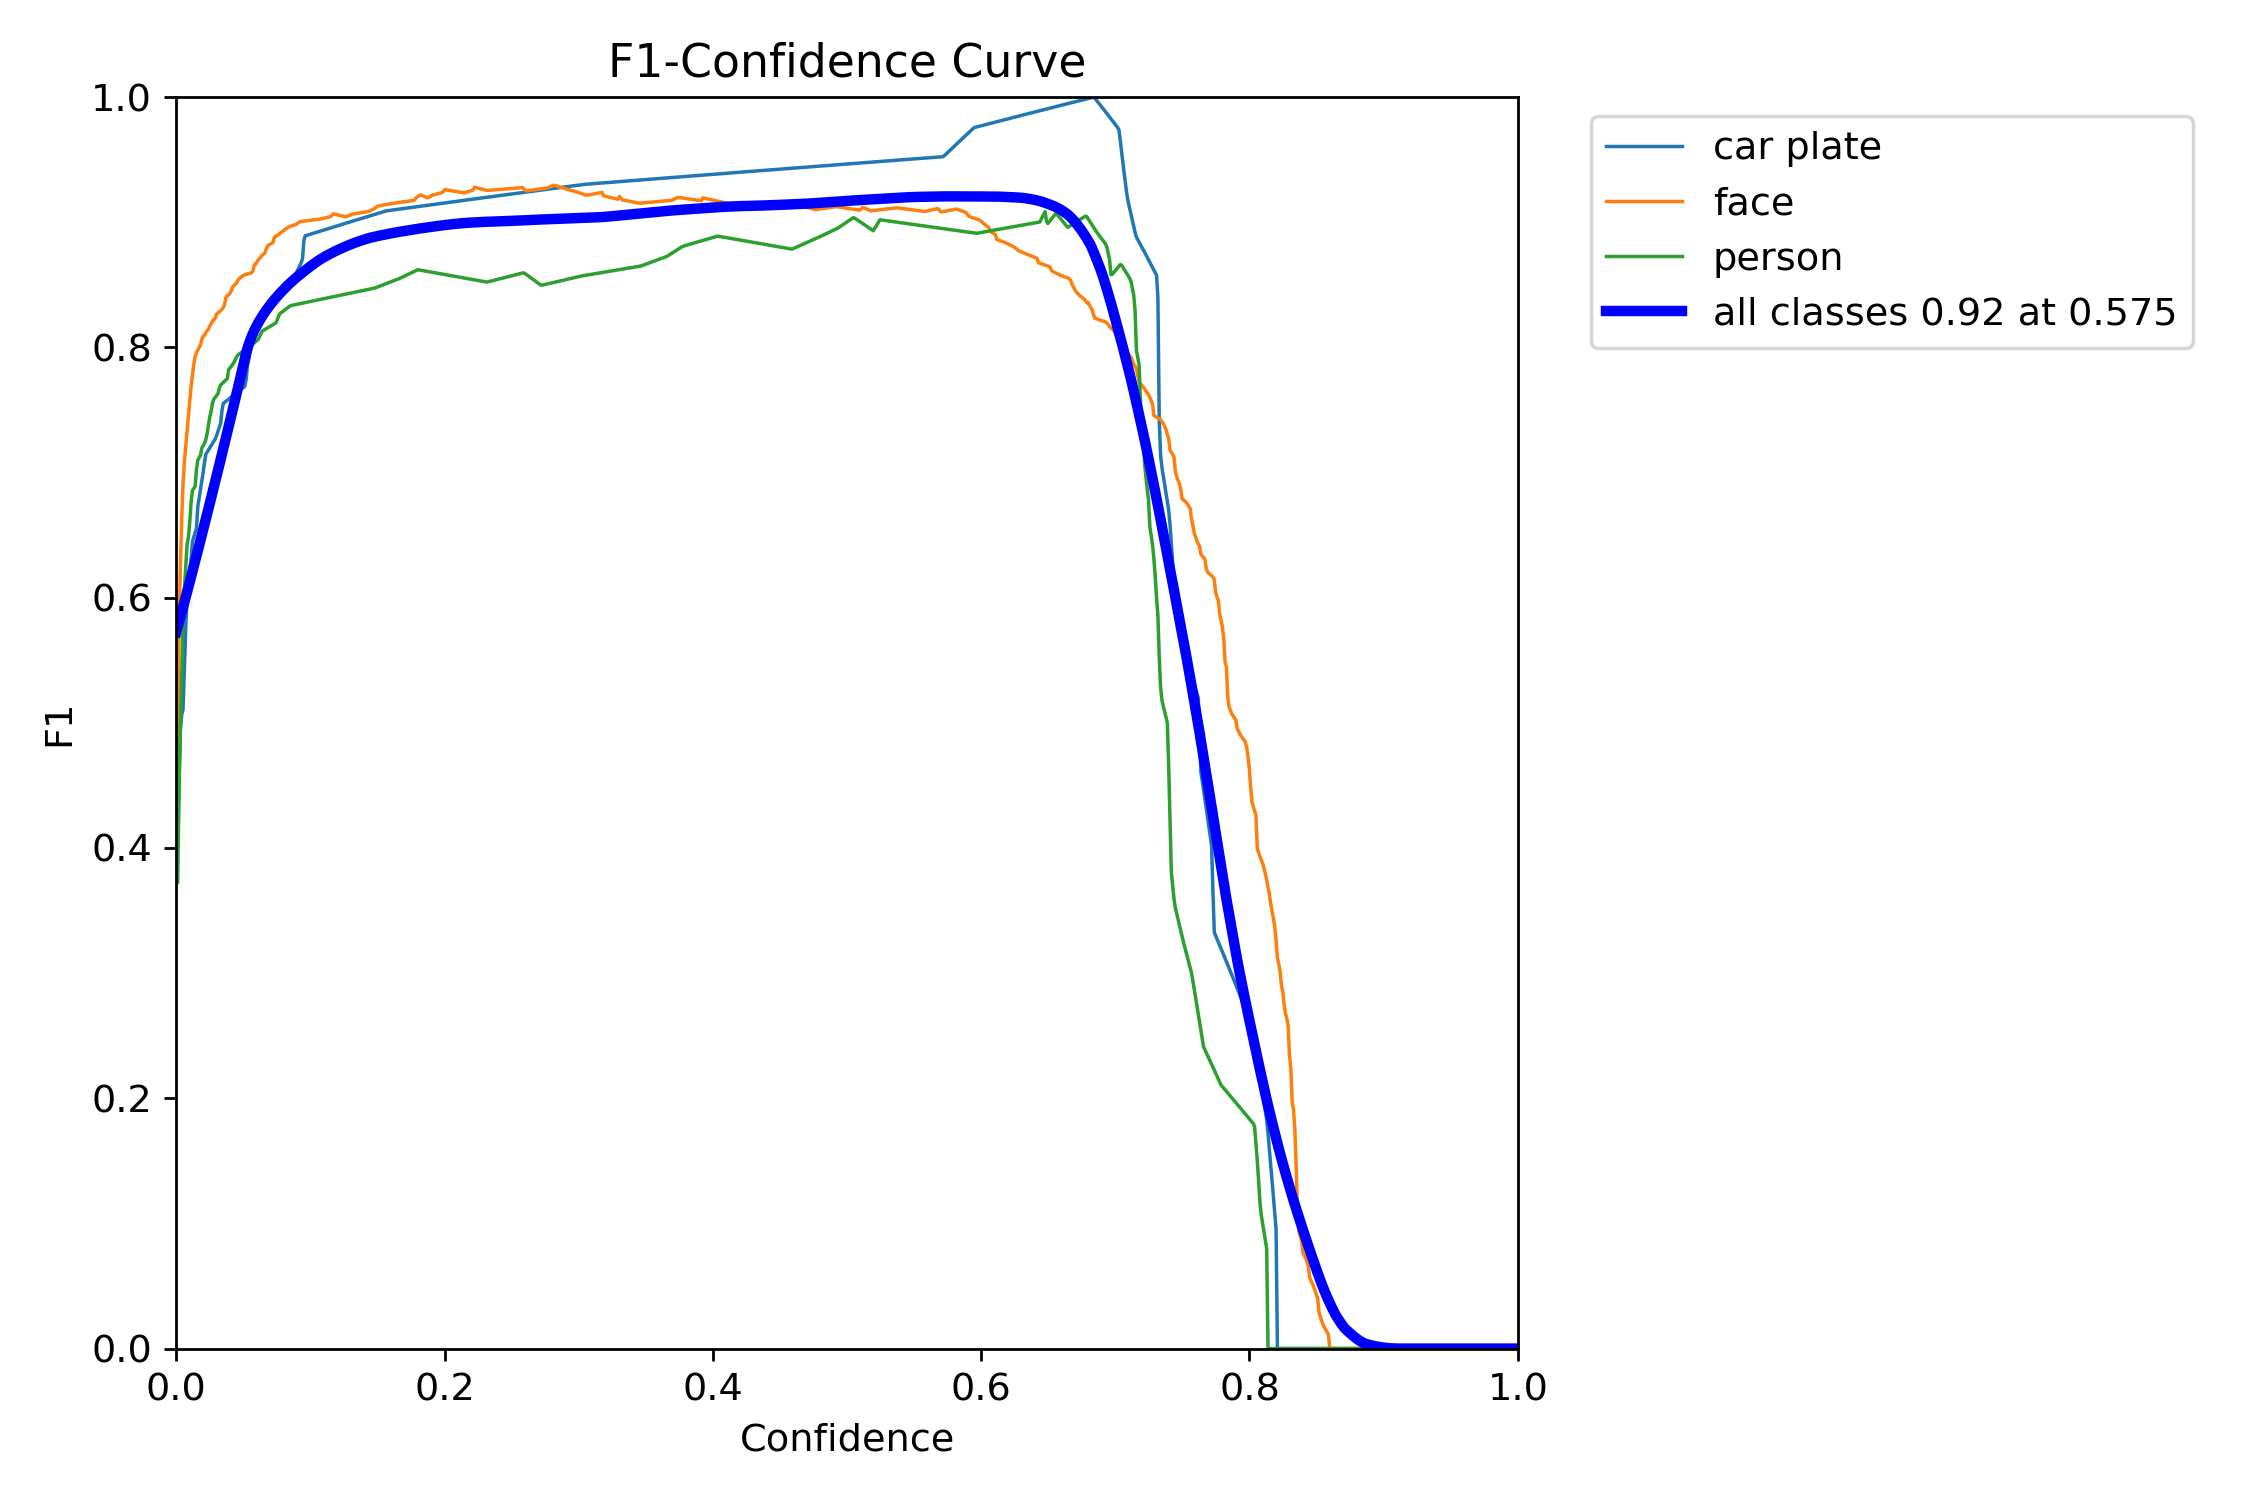 F1-Confidence Curve
1.0
0.8
0.6
0.4
0.2
0.0
F1
0.0 0.2 0.4 0.6 0.8 1.0
Confidence
car plate
face
person
all classes 0.92 at 0.575